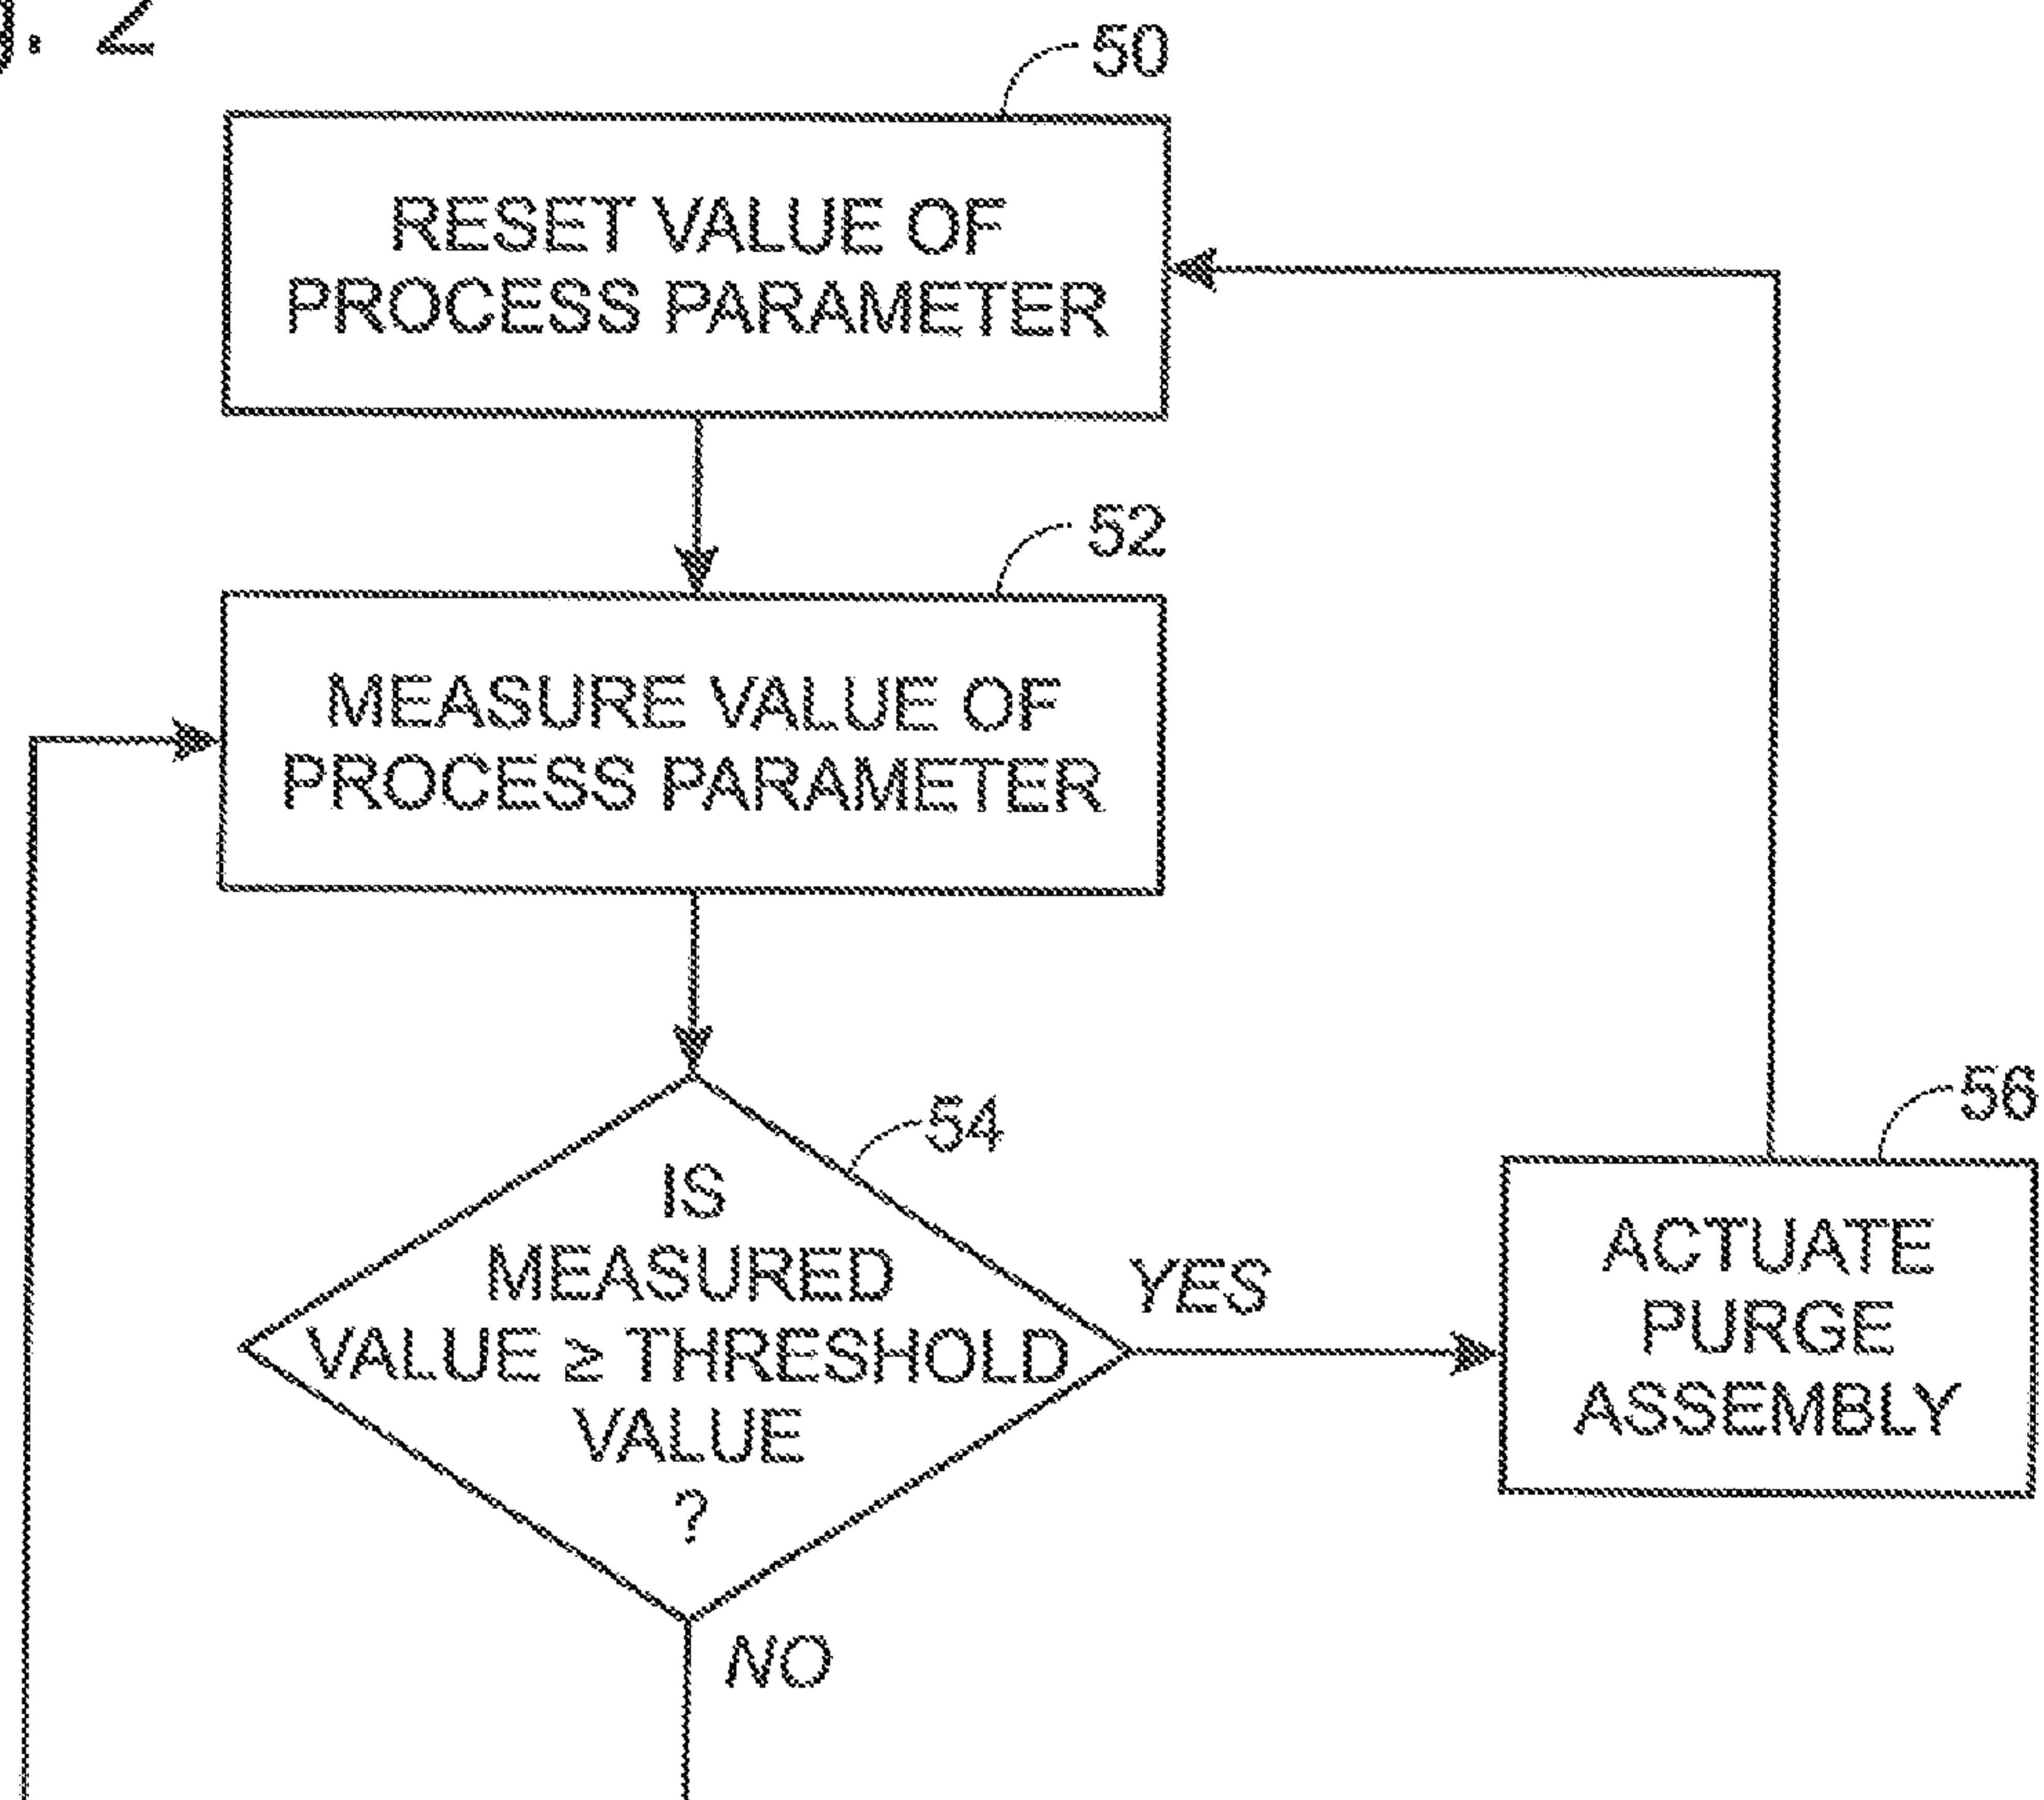 . 2
50
RESET VALUE OF
PROCESS PARAMETER
52
MEASURE VALUE OF
PROCESS PARAMETER
54
IS
MEASURED
VALUE ≥ THRESHOLD
VALUE
?
YES
56
ACTUATE
PURGE
ASSEMBLY
NO